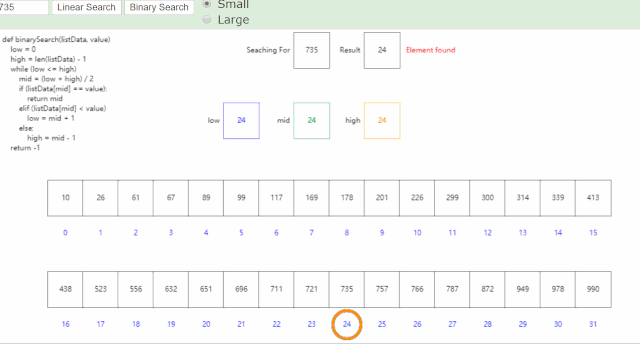 735 Linear Search Binary Search Small
Large
def binarySearch(listData, value)
low = 0
high = len(listData) - 1
while (low <= high)
mid = (low + high) / 2
if (listData[mid] == value):
return mid
elif (listData[mid] < value)
low = mid + 1
else:
high = mid - 1
return -1
Seaching For 735 Result 24 Element found
low 24 mid 24 high 24
10 26 61 67 89 99 117 169 178 201 226 299 300 314 339 413
0 1 2 3 4 5 6 7 8 9 10 11 12 13 14 15
438 523 556 632 651 696 711 721 735 757 766 787 872 949 978 990
16 17 18 19 20 21 22 23 24 25 26 27 28 29 30 31